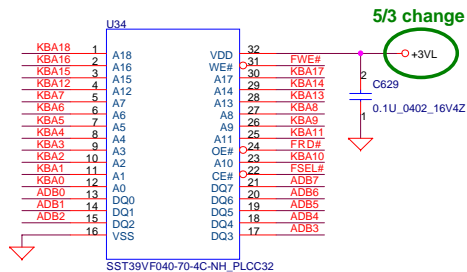 5/3 change
U34
KBA18 1 A18 VDD 32 +3VL
KBA16 2 A16 WE# 31 FWE#
KBA15 3 A15 A17 30 KBA17
KBA12 4 A12 A14 29 KBA14
KBA7 5 A7 A13 28 KBA13
KBA6 6 A6 A8 27 KBA8
KBA5 7 A5 A9 26 KBA9
KBA4 8 A4 A11 25 KBA11
KBA3 9 A3 OE# 24 FRD#
KBA2 10 A2 A10 23 KBA10
KBA1 11 A1 CE# 22 FSEL#
KBA0 12 A0 DQ7 21 ADB7
ADB0 13 DQ0 DQ6 20 ADB6
ADB1 14 DQ1 DQ5 19 ADB5
ADB2 15 DQ2 DQ4 18 ADB4
16 VSS DQ3 17 ADB3
SST39VF040-70-4C-NH_PLCC32
2
C629
0.1U_0402_16V4Z
1